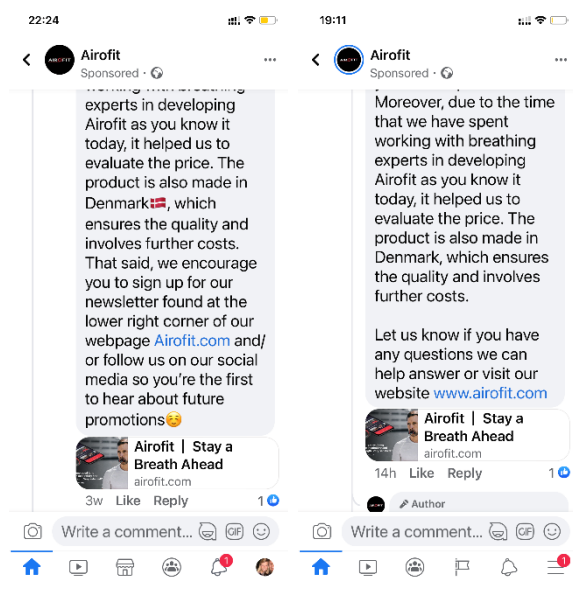 22:24
Airofit
Sponsored ·
working with breathing
experts in developing
Airofit as you know it
today, it helped us to
evaluate the price. The
product is also made in
Denmark🇩🇰, which
ensures the quality and
involves further costs.
That said, we encourage
you to sign up for our
newsletter found at the
lower right corner of our
webpage Airofit.com and/
or follow us on our social
media so you're the first
to hear about future
promotions☺️
Airofit | Stay a
Breath Ahead
airofit.com
3w Like Reply 1
Write a comment... GIF
1
19:11
Airofit
Sponsored ·
Moreover, due to the time
that we have spent
working with breathing
experts in developing
Airofit as you know it
today, it helped us to
evaluate the price. The
product is also made in
Denmark, which ensures
the quality and involves
further costs.
Let us know if you have
any questions we can
help answer or visit our
website www.airofit.com
Airofit | Stay a
Breath Ahead
airofit.com
14h Like Reply 1
Author
Write a comment... GIF
1